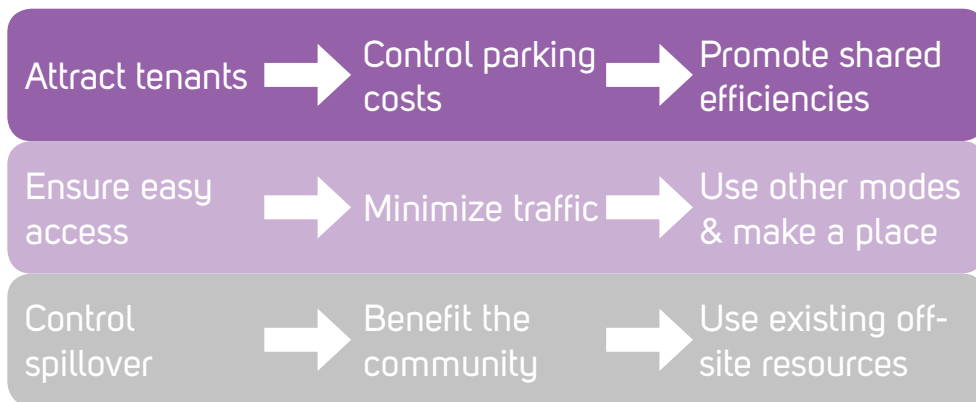 Attract tenants
Control parking
costs
Promote shared
efficiencies
Ensure easy
access
Minimize traffic
Use other modes
& make a place
Control
spillover
Benefit the
community
Use existing off-
site resources